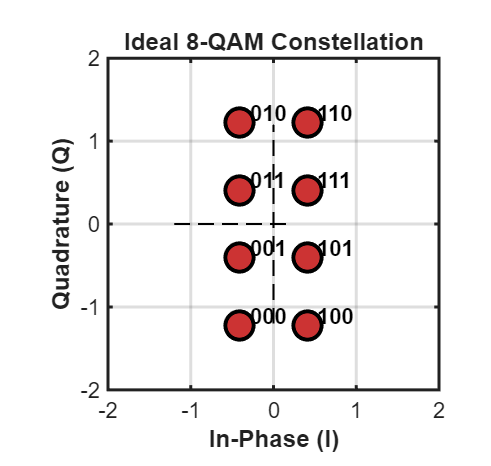 Ideal 8-QAM Constellation
2
010 110
1
011 111
0
001 101
-1
000 100
-2
-2 -1 0 1 2
In-Phase (I)
Quadrature (Q)